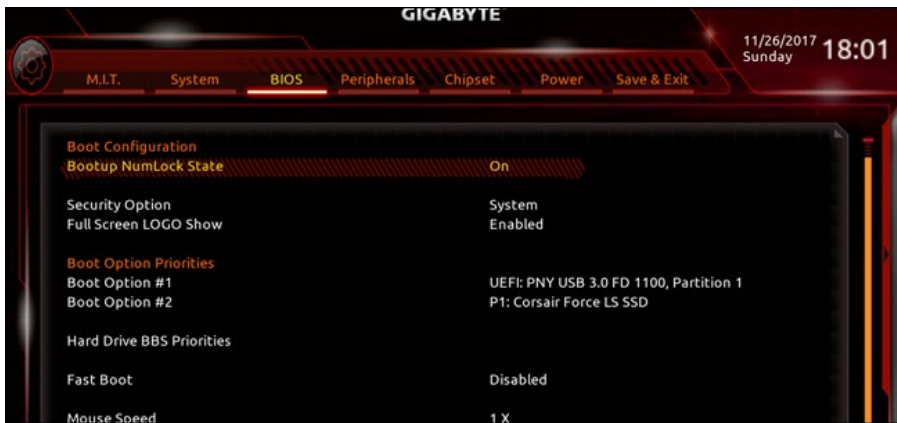 GIGABYTE
11/26/2017 18:01
Sunday
M.I.T. System BIOS Peripherals Chipset Power Save & Exit
Boot Configuration
Bootup NumLock State On
Security Option System
Full Screen LOGO Show Enabled
Boot Option Priorities
Boot Option #1 UEFI: PNY USB 3.0 FD 1100, Partition 1
Boot Option #2 P1: Corsair Force LS SSD
Hard Drive BBS Priorities
Fast Boot Disabled
Mouse Speed 1 X